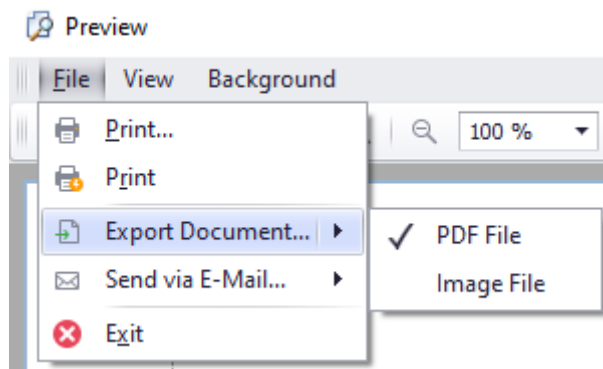 Preview
File View Background
100 %
Print...
Print
Export Document...
PDF File
Image File
Send via E-Mail...
Exit